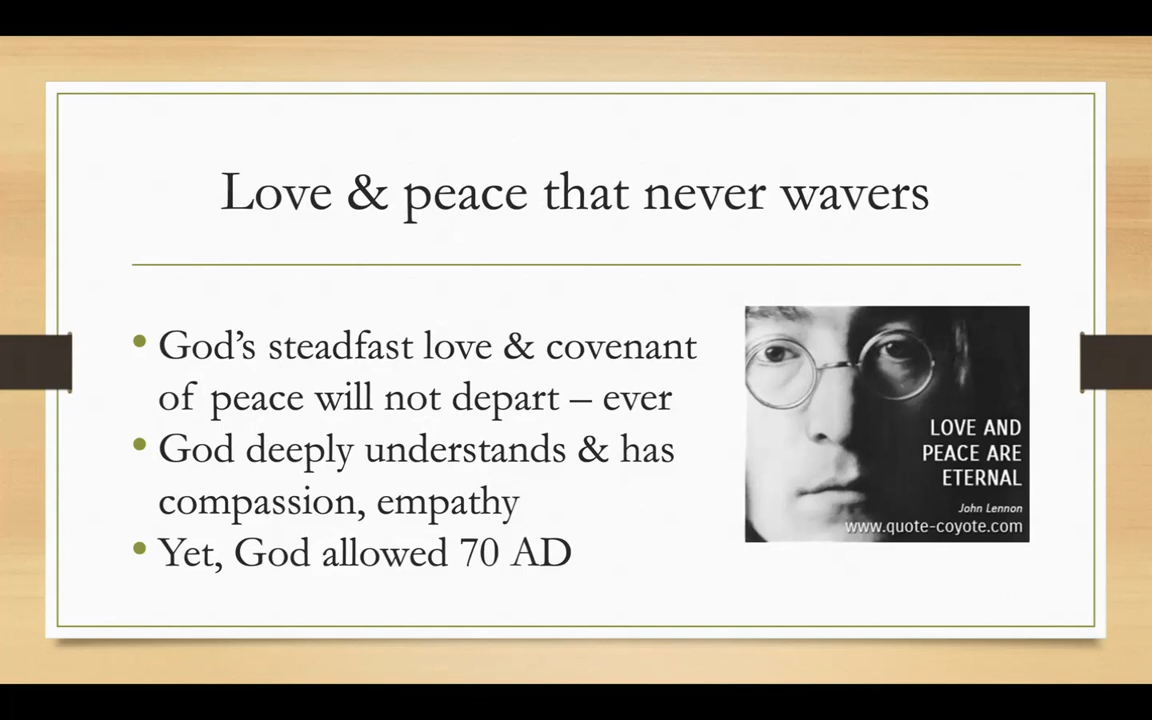 Love & peace that never wavers
• God’s steadfast love & covenant
of peace will not depart – ever
• God deeply understands & has
compassion, empathy
• Yet, God allowed 70 AD
LOVE AND
PEACE ARE
ETERNAL
John Lennon
www.quote-coyote.com